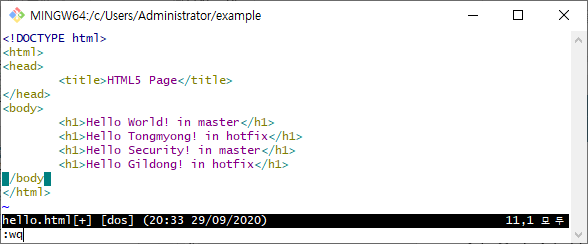 MINGW64:/c/Users/Administrator/example
<!DOCTYPE html>
<html>
<head>
        <title>HTML5 Page</title>
</head>
<body>
        <h1>Hello World! in master</h1>
        <h1>Hello Tongmyong! in hotfix</h1>
        <h1>Hello Security! in master</h1>
        <h1>Hello Gildong! in hotfix</h1>
</body>
</html>
~
hello.html[+] [dos] (20:33 29/09/2020) 11,1 모두
:wq